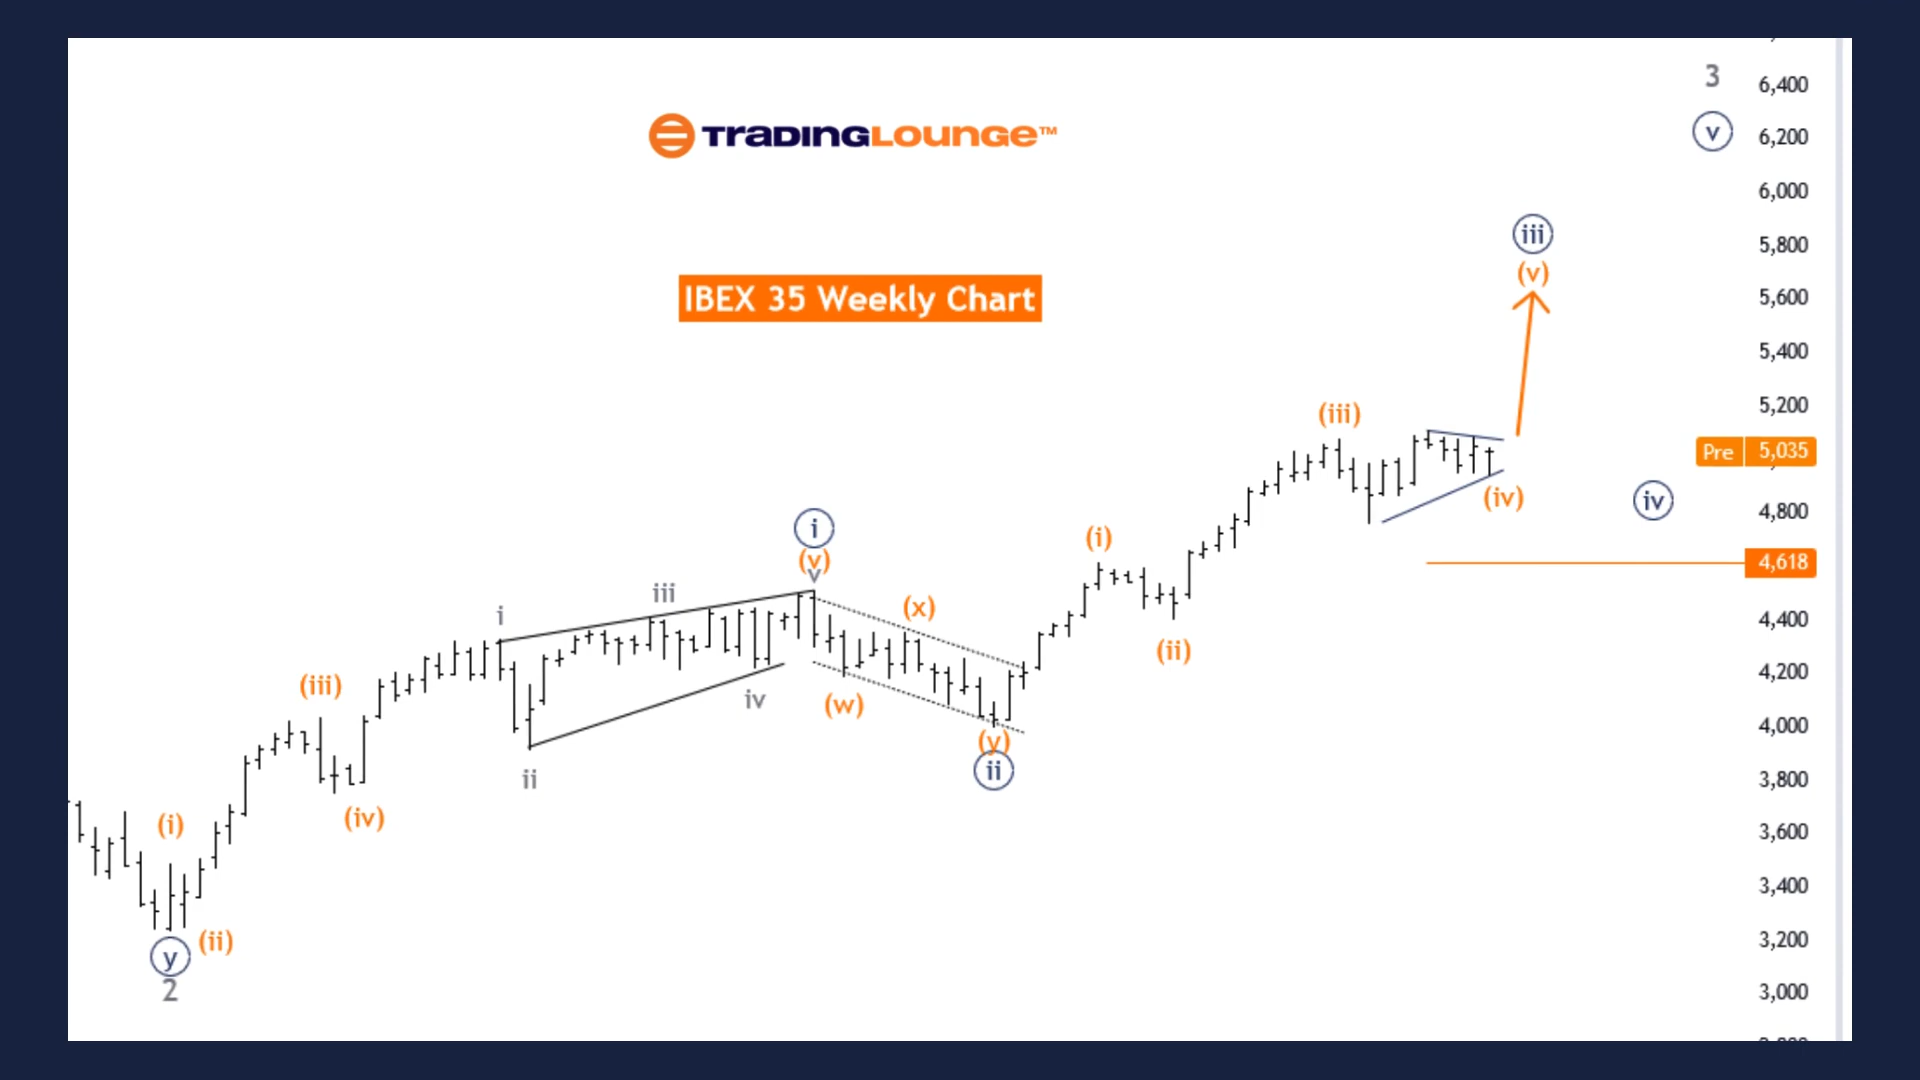 3
6,400
TRADINGLOUNGE™
v
6,200
6,000
iii
5,800
(v)
IBEX 35 Weekly Chart
5,600
5,400
(iii)
5,200
Pre 5,035
(iv)
iv
4,800
i
(i)
(v)
v
4,618
iii
i
(x)
4,400
(ii)
4,200
(iii)
iv
(w)
4,000
(y)
ii
ii
3,800
(i)
(iv)
3,600
3,400
(ii)
3,200
y
2
3,000